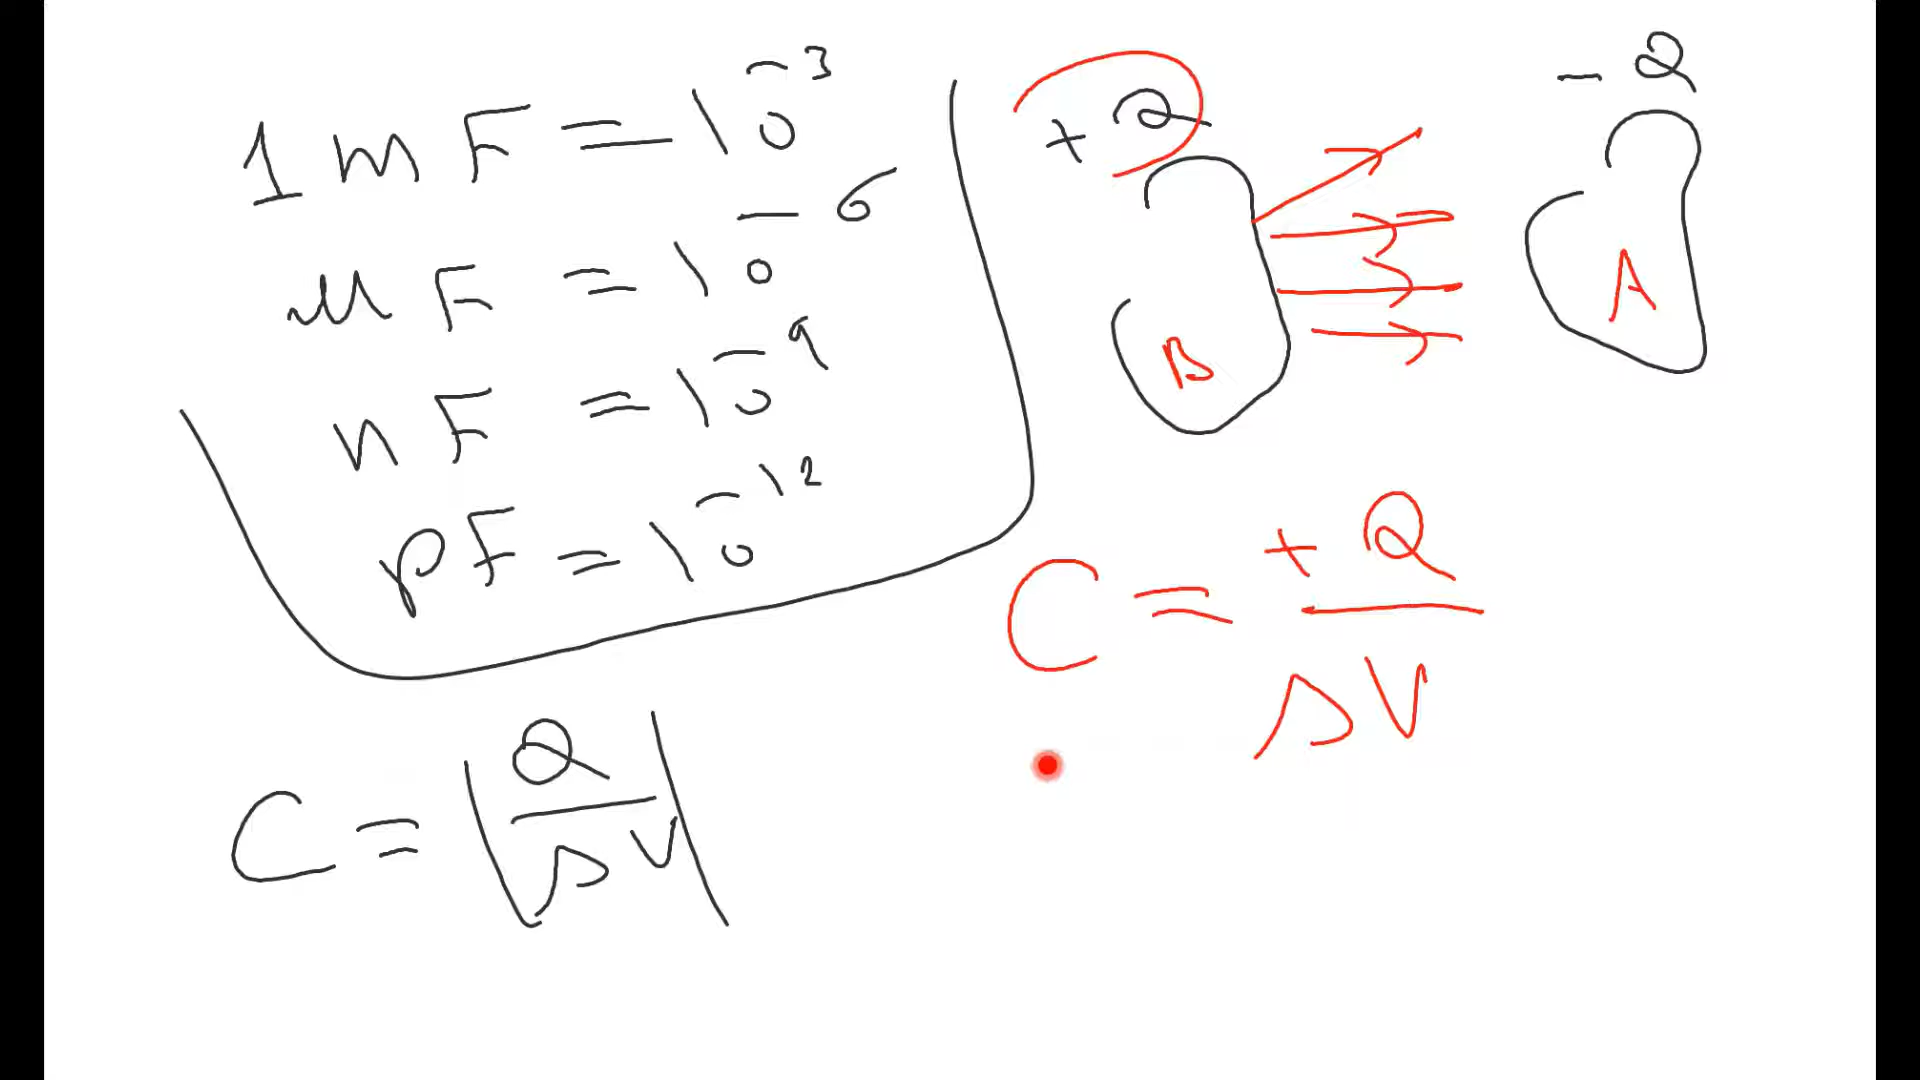 1 mF = 10^-3
μF = 10^-6
nF = 10^-9
pF = 10^-12
C = |Q/ΔV|
+ Q
- Q
B
A
C = +Q/ΔV